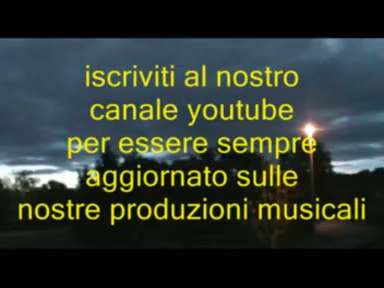 iscriviti al nostro
canale youtube
per essere sempre
aggiornato sulle
nostre produzioni musicali